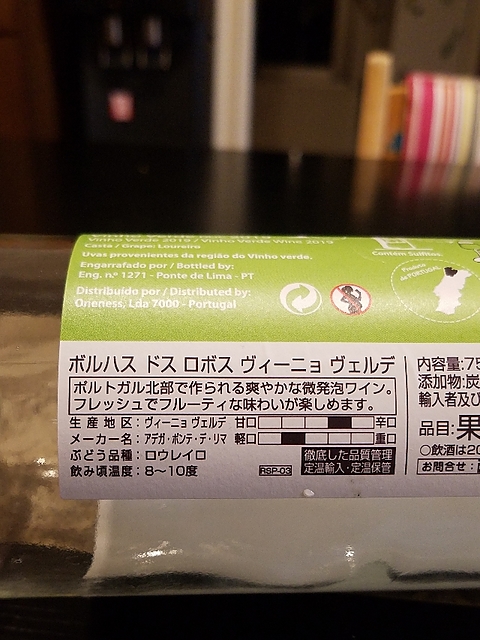 Vinho Verde 2019 / Vinho Verde Wine 2019
Casta / Grape: Loureiro
Uvas provenientes da região do Vinho verde.
Engarrafado por / Bottled by:
Eng. n.º 1271 - Ponte de Lima - PT
Distribuído por / Distributed by:
Orieness, Lda 7000 - Portugal
Contém Sulfitos.
da PORTUGAL
ボルハス ドス ロボス ヴィーニョ ヴェルデ
ポルトガル北部で作られる爽やかな微発泡ワイン。
フレッシュでフルーティな味わいが楽しめます。
生産地区：ヴィーニョ ヴェルデ 甘口 辛口
メーカー名：アデガ・ポンテ・デ・リマ 軽口 重口
ぶどう品種：ロウレイロ
飲み頃温度：8～10度
RSP-03
徹底した品質管理
定温輸入・定温保管
内容量:75
添加物:炭
輸入者及び
品目:果
○飲酒は20
お問合せ：